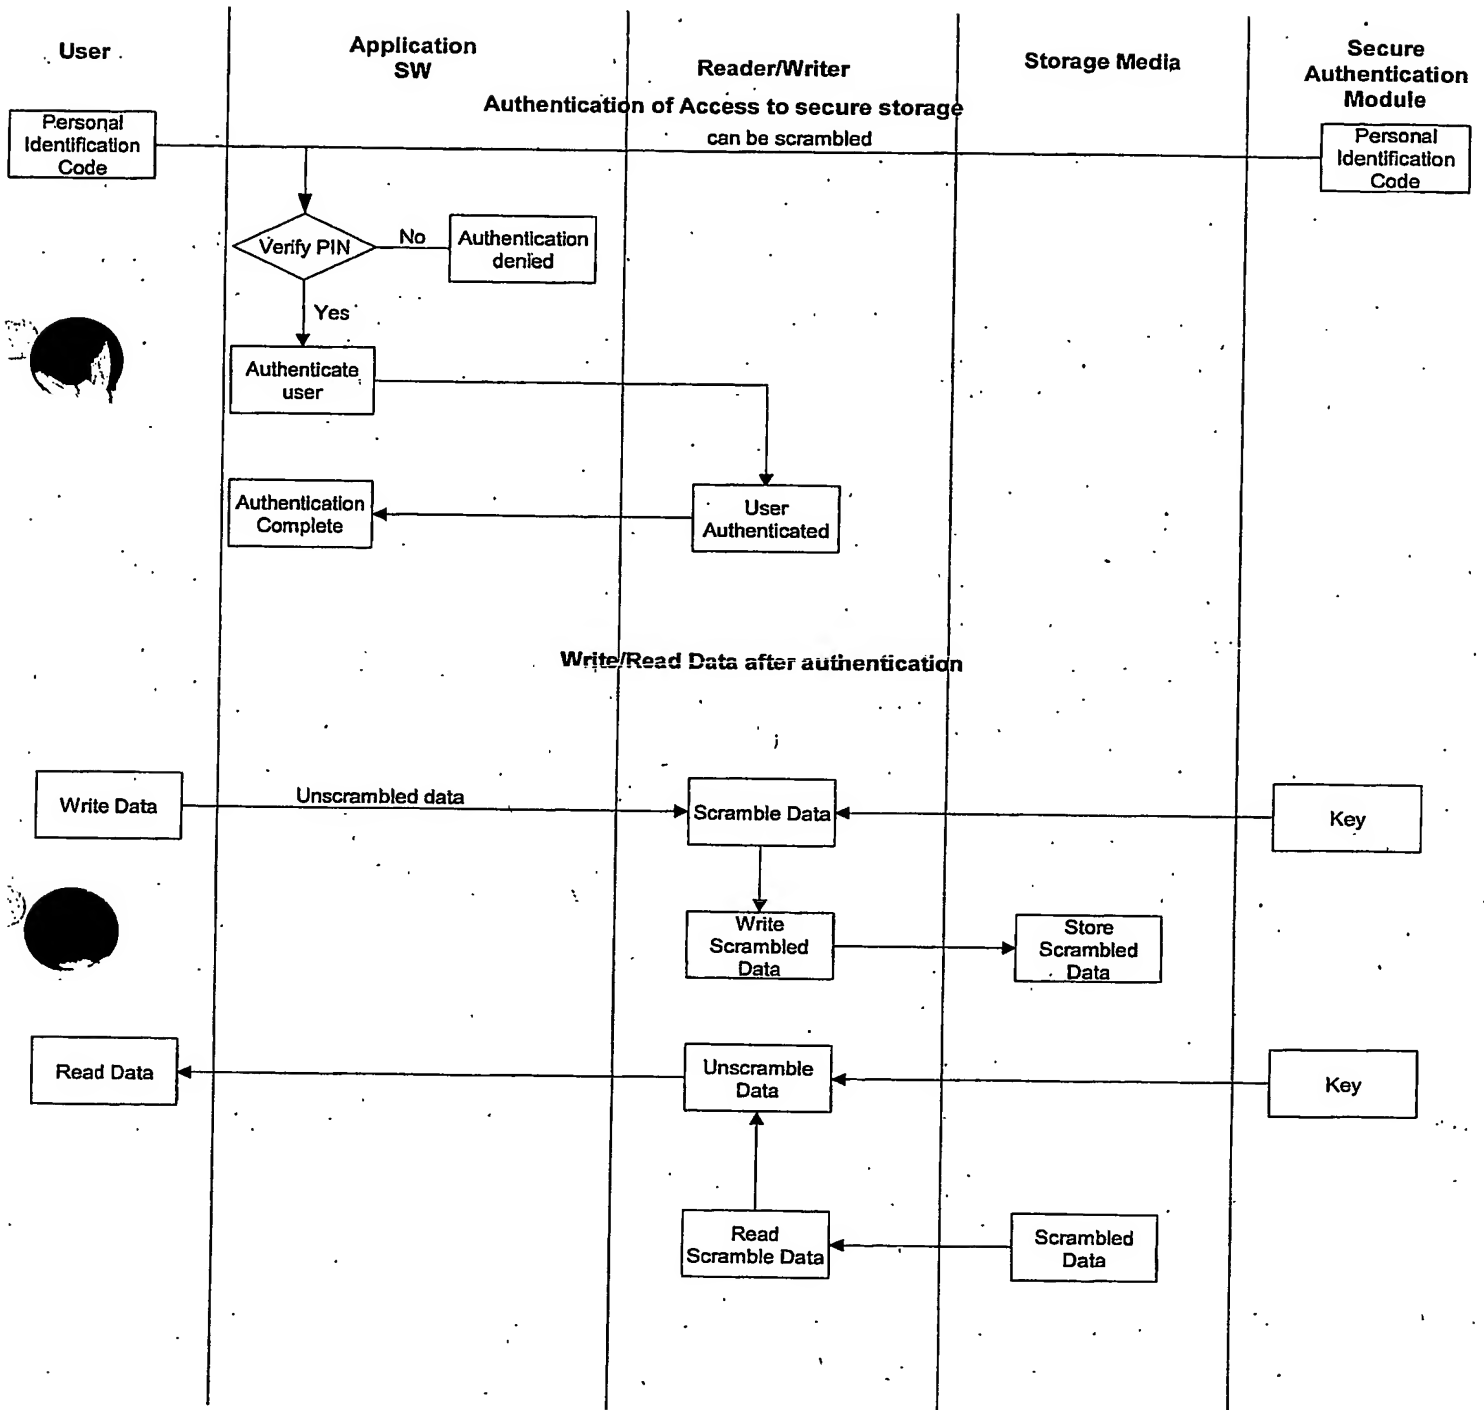 User
Application
SW
Reader/Writer
Storage Media
Secure
Authentication
Module
Authentication of Access to secure storage
can be scrambled
Personal
Identification
Code
Personal
Identification
Code
Verify PIN
No
Authentication
denied
Yes
Authenticate
user
Authentication
Complete
User
Authenticated
Write/Read Data after authentication
Write Data
Unscrambled data
Scramble Data
Key
Write
Scrambled
Data
Store
Scrambled
Data
Read Data
Unscramble
Data
Key
Read
Scramble Data
Scrambled
Data